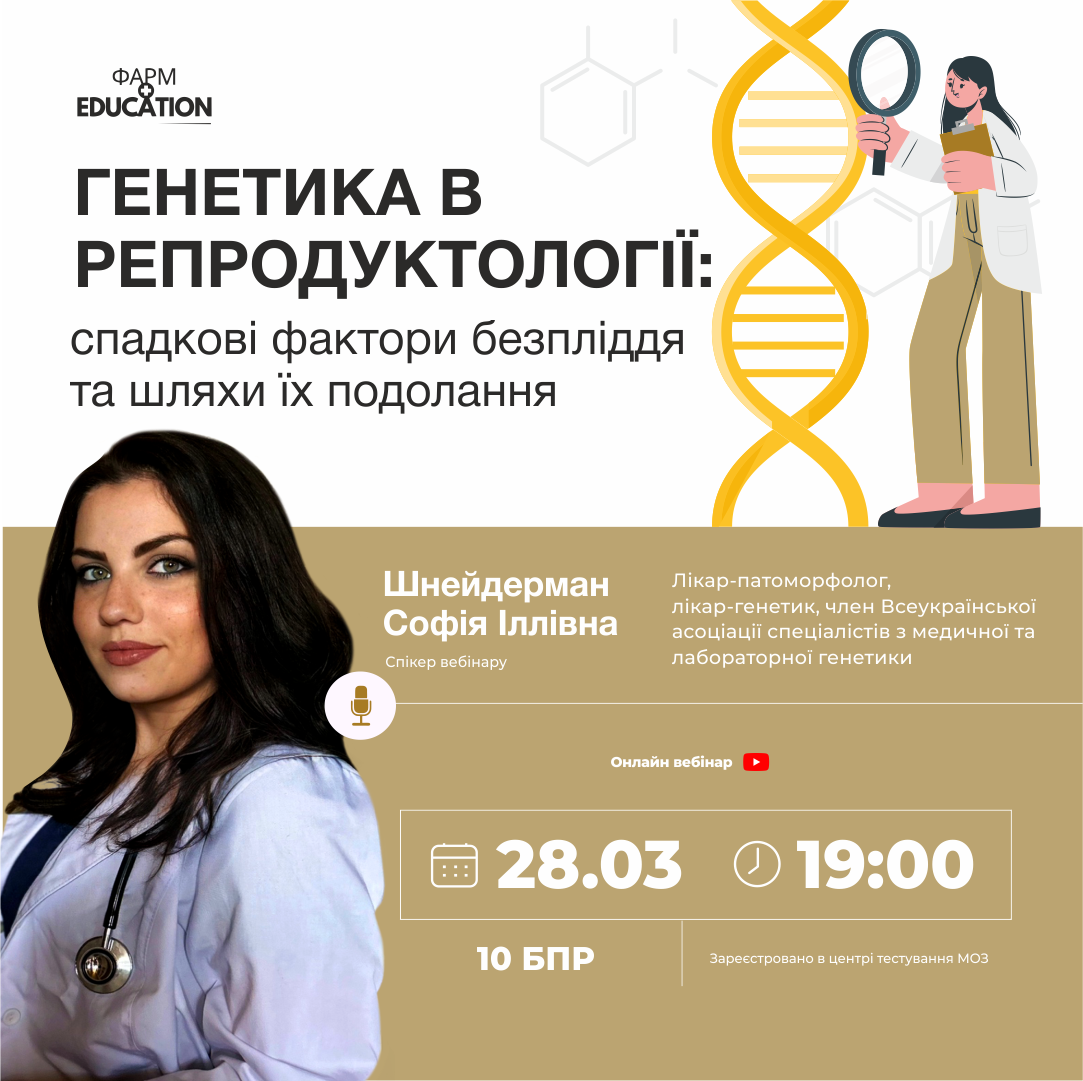 ФАРМ
EDUCATION
ГЕНЕТИКА В
РЕПРОДУКТОЛОГІЇ:
спадкові фактори безпліддя
та шляхи їх подолання
Шнейдерман
Софія Іллівна
Спікер вебінару
Лікар-патоморфолог,
лікар-генетик, член Всеукраїнської
асоціації спеціалістів з медичної та
лабораторної генетики
Онлайн вебінар
28.03
19:00
10 БПР
Зареєстровано в центрі тестування МОЗ